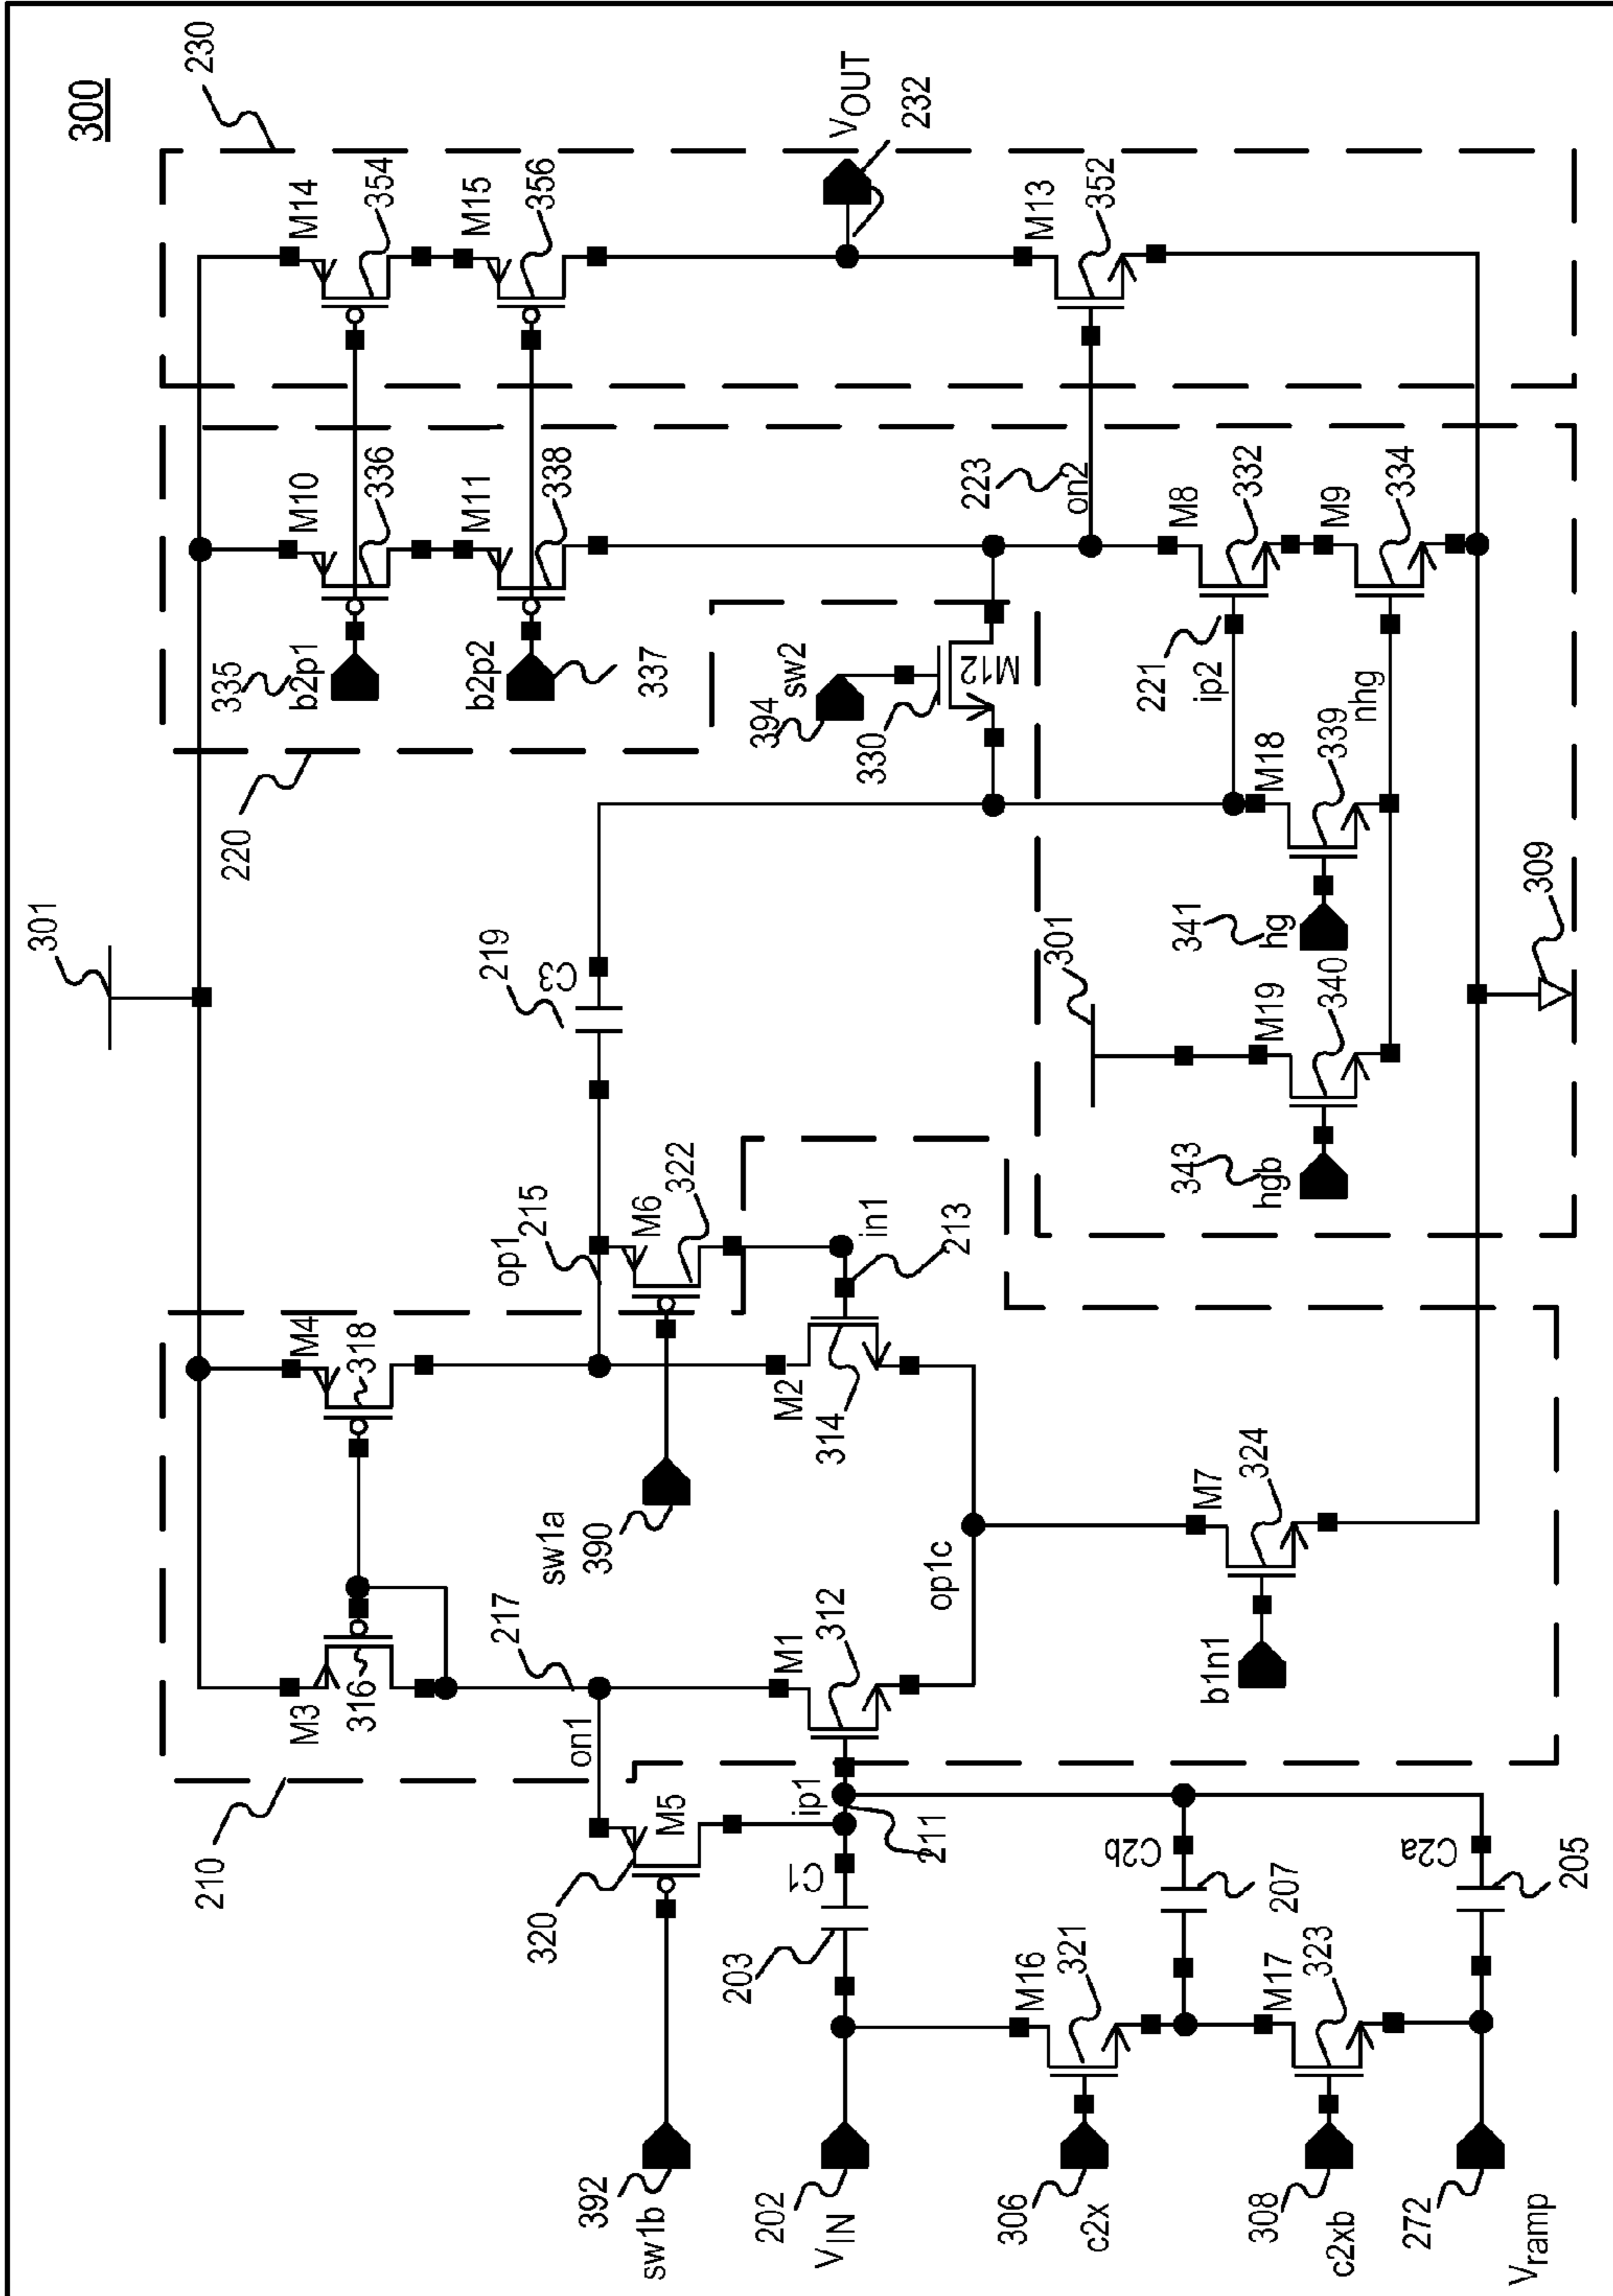 300
301
230
M14
354
M15
356
VOUT
232
M13
352
M10
336
M11
338
335
b2p1
b2p2
337
220
223
on2
M8
332
M9
334
221
ip2
394
sw2
330
M12
M18
339
nhg
341
hg
301
M19
340
343
hgb
309
219
C3
215
op1
M6
322
in1
213
M4
318
M2
314
sw1a
390
M3
316
217
on1
M1
312
op1c
M7
324
b1n1
210
M5
320
ip1
211
C1
203
C2b
207
C2a
205
M16
321
M17
323
392
sw1b
202
VIN
306
c2x
308
c2xb
272
Vramp